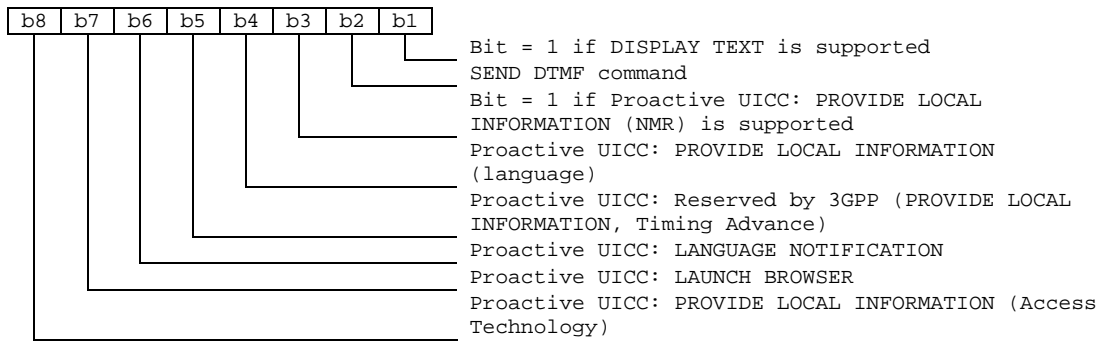 b8 b7 b6 b5 b4 b3 b2 b1
Bit = 1 if DISPLAY TEXT is supported
SEND DTMF command
Bit = 1 if Proactive UICC: PROVIDE LOCAL
INFORMATION (NMR) is supported
Proactive UICC: PROVIDE LOCAL INFORMATION
(language)
Proactive UICC: Reserved by 3GPP (PROVIDE LOCAL
INFORMATION, Timing Advance)
Proactive UICC: LANGUAGE NOTIFICATION
Proactive UICC: LAUNCH BROWSER
Proactive UICC: PROVIDE LOCAL INFORMATION (Access
Technology)